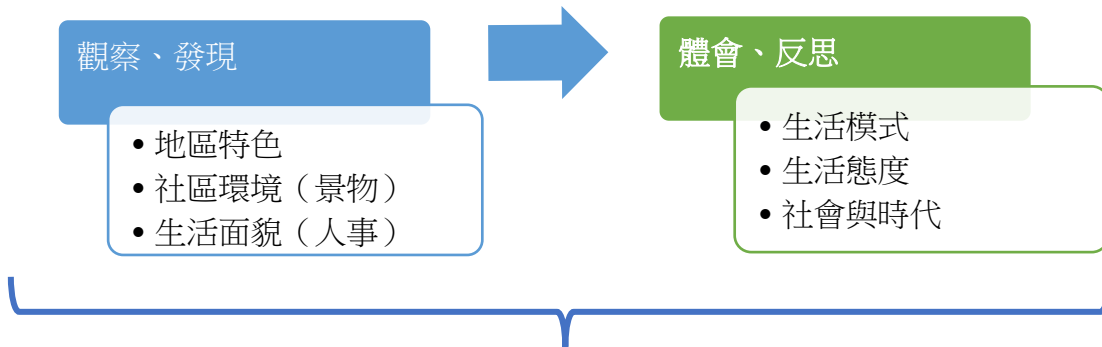 觀察、發現
• 地區特色
• 社區環境（景物）
• 生活面貌（人事）
體會、反思
• 生活模式
• 生活態度
• 社會與時代